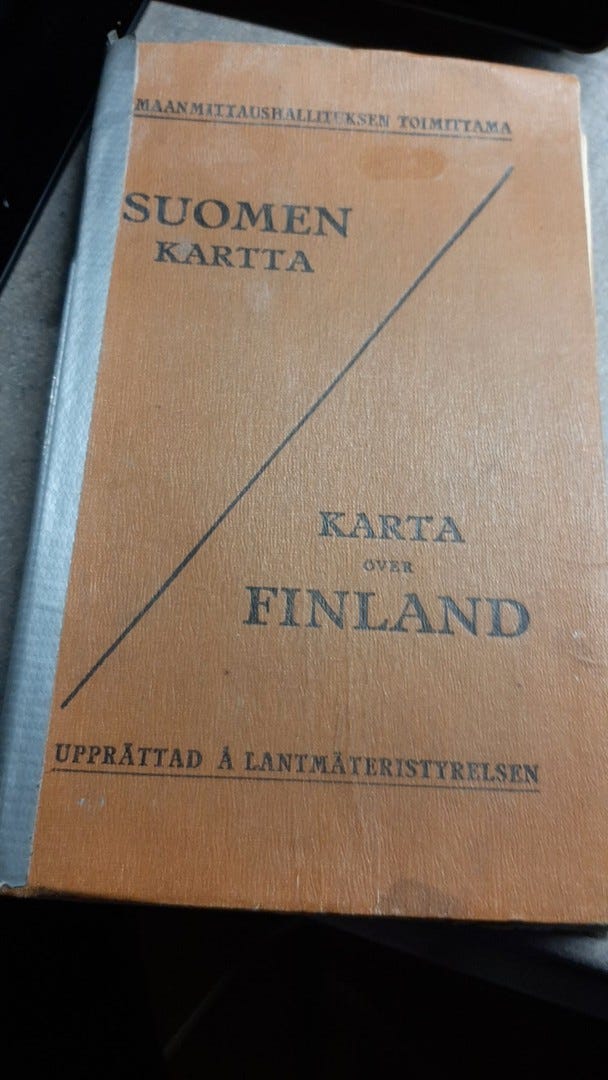 MAANMITTAUSHALLITUKSEN TOIMITTAMA
SUOMEN
KARTTA
KARTA
ÖVER
FINLAND
UPPRÄTTAD Å LANTMÄTERISTYRELSEN